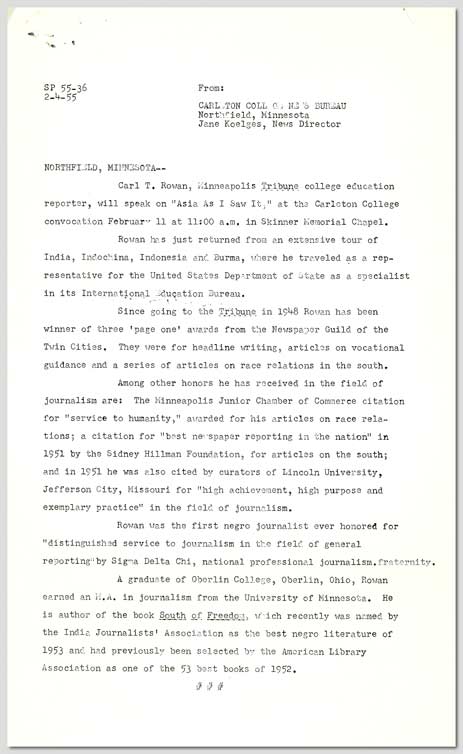 SP 55-36
2-4-55
From:
CARLETON COLLEGE NEWS BUREAU
Northfield, Minnesota
Jane Koelges, News Director
NORTHFIELD, MINNESOTA--
Carl T. Rowan, Minneapolis Tribune college education
reporter, will speak on "Asia As I Saw It," at the Carleton College
convocation February 11 at 11:00 a.m. in Skinner Memorial Chapel.
Rowan has just returned from an extensive tour of
India, Indochina, Indonesia and Burma, where he traveled as a rep-
resentative for the United States Department of State as a specialist
in its International Education Bureau.
Since going to the Tribune in 1948 Rowan has been
winner of three 'page one' awards from the Newspaper Guild of the
Twin Cities. They were for headline writing, articles on vocational
guidance and a series of articles on race relations in the south.
Among other honors he has received in the field of
journalism are: The Minneapolis Junior Chamber of Commerce citation
for "service to humanity," awarded for his articles on race rela-
tions; a citation for "best newspaper reporting in the nation" in
1951 by the Sidney Hillman Foundation, for articles on the south;
and in 1951 he was also cited by curators of Lincoln University,
Jefferson City, Missouri for "high achievement, high purpose and
exemplary practice" in the field of journalism.
Rowan was the first negro journalist ever honored for
"distinguished service to journalism in the field of general
reporting"by Sigma Delta Chi, national professional journalism.fraternity.
A graduate of Oberlin College, Oberlin, Ohio, Rowan
earned an M.A. in journalism from the University of Minnesota. He
is author of the book South of Freedom, which recently was named by
the India Journalists' Association as the best negro literature of
1953 and had previously been selected by the American Library
Association as one of the 53 best books of 1952.
# # #